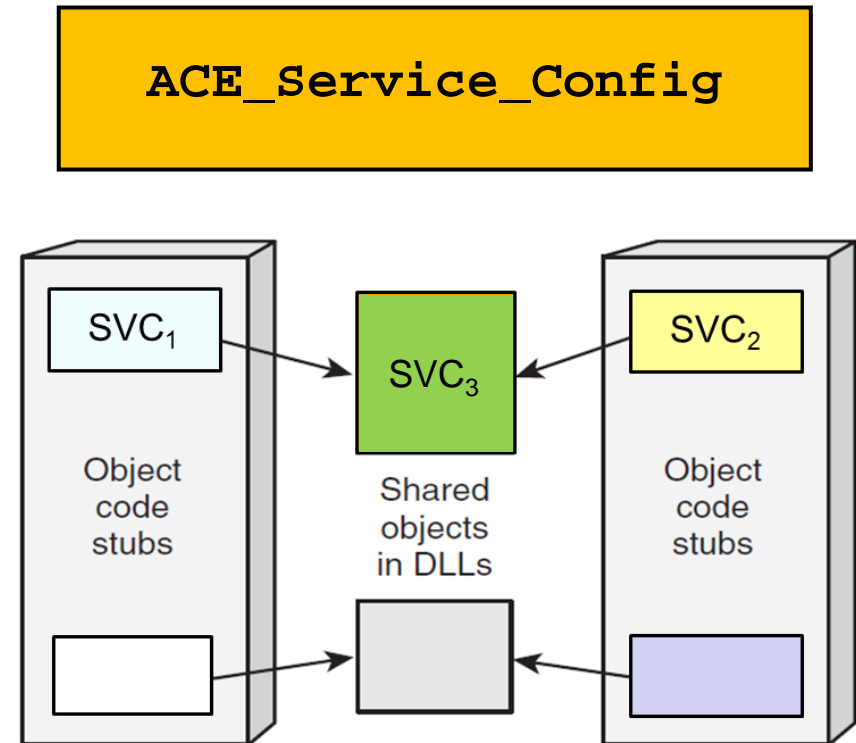 ACE_Service_Config
SVC₁
SVC₃
SVC₂
Object
code
stubs
Shared
objects
in DLLs
Object
code
stubs